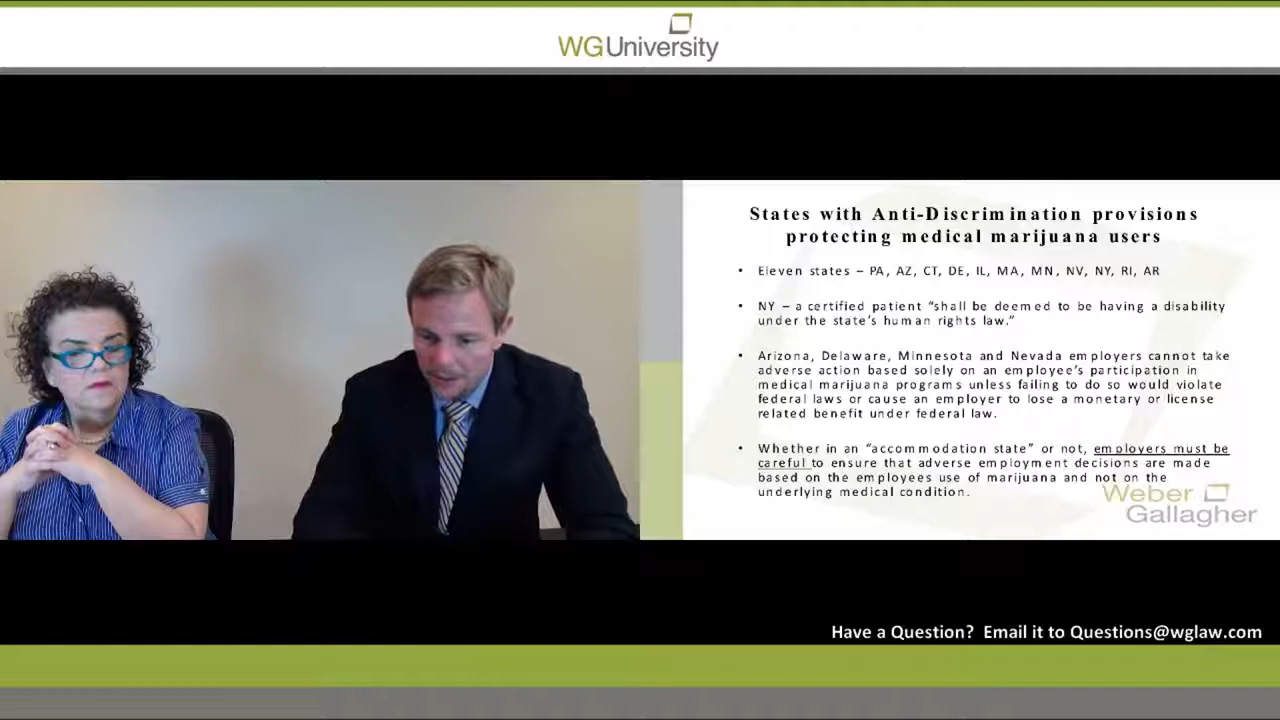 WGUniversity
States with Anti-Discrimination provisions
protecting medical marijuana users
• Eleven states – PA, AZ, CT, DE, IL, MA, MN, NV, NY, RI, AR
• NY – a certified patient “shall be deemed to be having a disability
under the state’s human rights law.”
• Arizona, Delaware, Minnesota and Nevada employers cannot take
adverse action based solely on an employee’s participation in
medical marijuana programs unless failing to do so would violate
federal laws or cause an employer to lose a monetary or license
related benefit under federal law.
• Whether in an “accommodation state” or not, employers must be
careful to ensure that adverse employment decisions are made
based on the employees use of marijuana and not on the
underlying medical condition.
Weber
Gallagher
Have a Question? Email it to Questions@wglaw.com